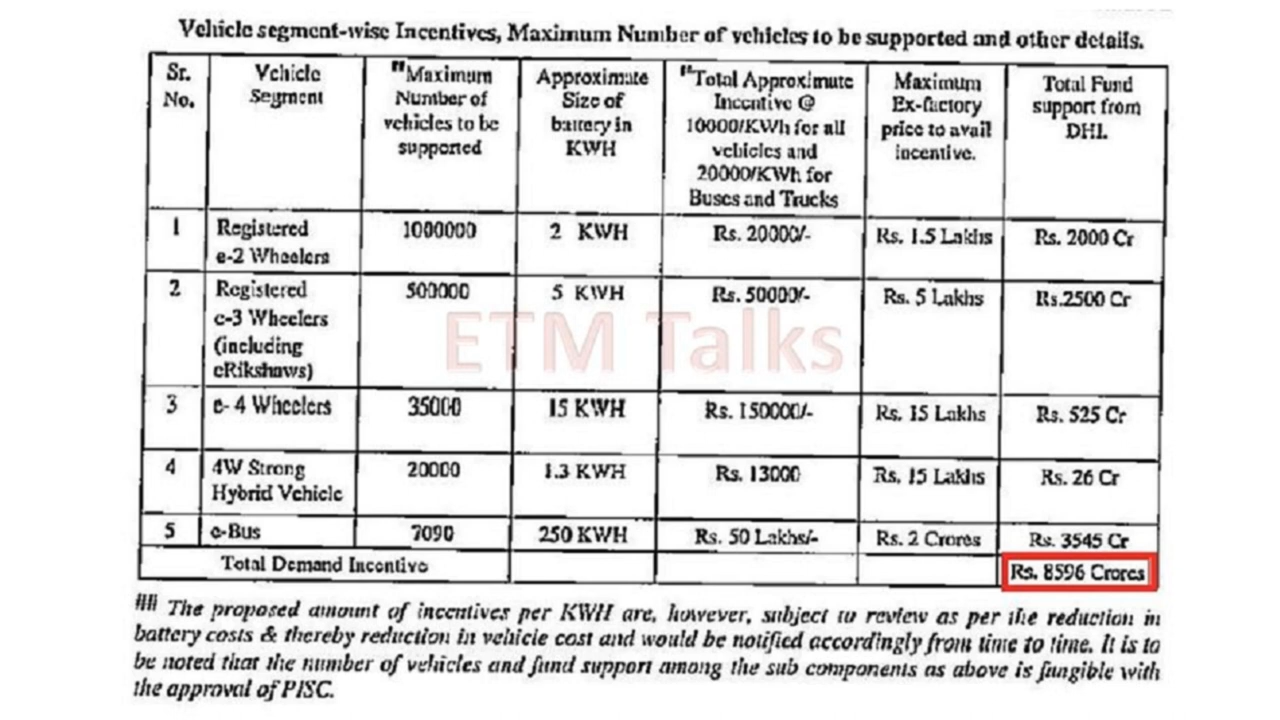 Vehicle segment-wise Incentives, Maximum Number of vehicles to be supported and other details.
Sr. No. Vehicle Segment ##Maximum Number of vehicles to be supported Approximate Size of battery in KWH ##Total Approximate Incentive @ 10000/KWh for all vehicles and 20000/KWh for Buses and Trucks Maximum Ex-factory price to avail incentive. Total Fund support from DHI.
1 Registered e-2 Wheelers 1000000 2 KWH Rs. 20000/- Rs. 1.5 Lakhs Rs. 2000 Cr
2 Registered e-3 Wheelers (including eRikshaws) 500000 5 KWH Rs. 50000/- Rs. 5 Lakhs Rs.2500 Cr
3 e- 4 Wheelers 35000 15 KWH Rs. 150000/- Rs. 15 Lakhs Rs. 525 Cr
4 4W Strong Hybrid Vehicle 20000 1.3 KWH Rs. 13000 Rs. 15 Lakhs Rs. 26 Cr
5 e-Bus 7090 250 KWH Rs. 50 Lakhs/- Rs. 2 Crores Rs. 3545 Cr
Total Demand Incentive Rs. 8596 Crores
ETM Talks
## The proposed amount of incentives per KWH are, however, subject to review as per the reduction in
battery costs & thereby reduction in vehicle cost and would be notified accordingly from time to time. It is to
be noted that the number of vehicles and fund support among the sub components as above is fungible with
the approval of PISC.